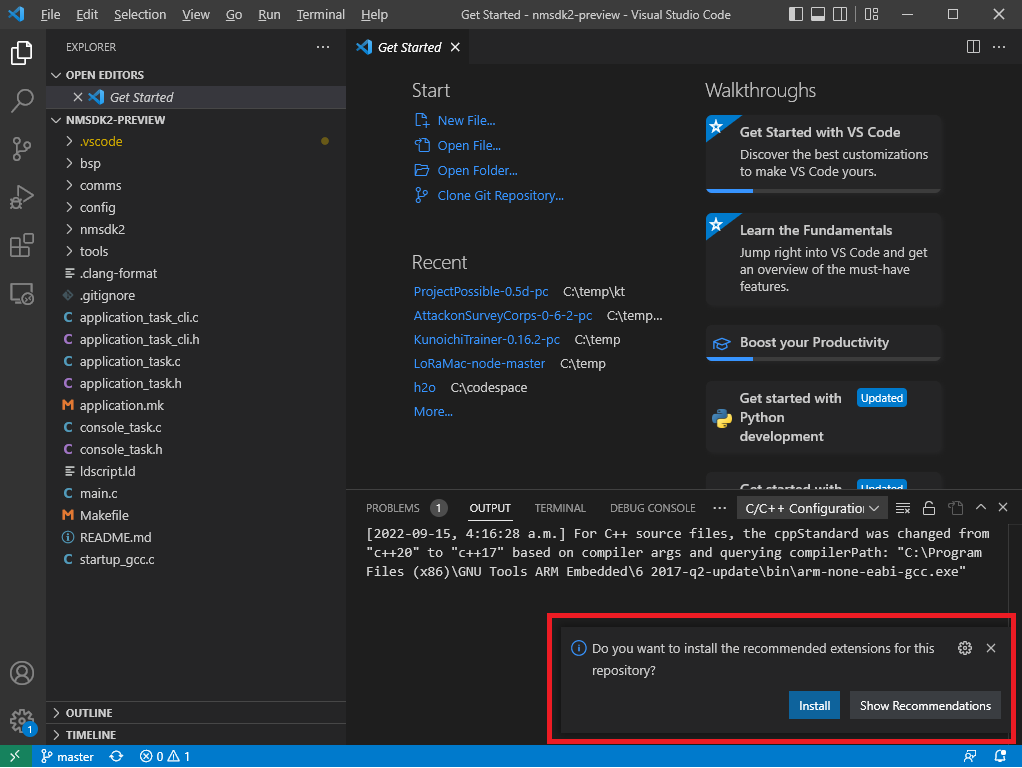 File Edit Selection View Go Run Terminal Help
Get Started - nmsdk2-preview - Visual Studio Code
EXPLORER
OPEN EDITORS
Get Started
NMSDK2-PREVIEW
.vscode
bsp
comms
config
nmsdk2
tools
.clang-format
.gitignore
C application_task_cli.c
C application_task_cli.h
C application_task.c
C application_task.h
M application.mk
C console_task.c
C console_task.h
ldscript.ld
C main.c
M Makefile
README.md
C startup_gcc.c
OUTLINE
TIMELINE
Get Started
Start
New File...
Open File...
Open Folder...
Clone Git Repository...
Recent
ProjectPossible-0.5d-pc C:\temp\kt
AttackonSurveyCorps-0-6-2-pc C:\temp...
KunoichiTrainer-0.16.2-pc C:\temp
LoRaMac-node-master C:\temp
h2o C:\codespace
More...
Walkthroughs
Get Started with VS Code
Discover the best customizations
to make VS Code yours.
Learn the Fundamentals
Jump right into VS Code and get
an overview of the must-have
features.
Boost your Productivity
Get started with Updated
Python
development
Get started with Updated
PROBLEMS 1 OUTPUT TERMINAL DEBUG CONSOLE ... C/C++ Configuration
[2022-09-15, 4:16:28 a.m.] For C++ source files, the cppStandard was changed from
"c++20" to "c++17" based on compiler args and querying compilerPath: "C:\Program
Files (x86)\GNU Tools ARM Embedded\6 2017-q2-update\bin\arm-none-eabi-gcc.exe"
Do you want to install the recommended extensions for this
repository?
Install Show Recommendations
1
master 0 1